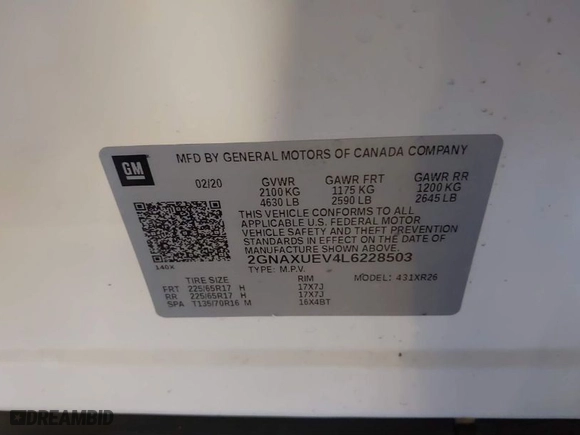 GM
MFD BY GENERAL MOTORS OF CANADA COMPANY
02/20 GVWR GAWR FRT GAWR RR
2100 KG 1175 KG 1200 KG
4630 LB 2590 LB 2645 LB
THIS VEHICLE CONFORMS TO ALL
APPLICABLE U.S. FEDERAL MOTOR
VEHICLE SAFETY AND THEFT PREVENTION
STANDARDS IN EFFECT ON THE DATE OF
MANUFACTURE SHOWN ABOVE.
2GNAXUEV4L6228503
140X TYPE: M.P.V. MODEL: 431XR26
TIRE SIZE RIM
FRT 225/65R17 H 17X7J
RR 225/65R17 H 17X7J
SPA T135/70R16 M 16X4BT
DREAMBID